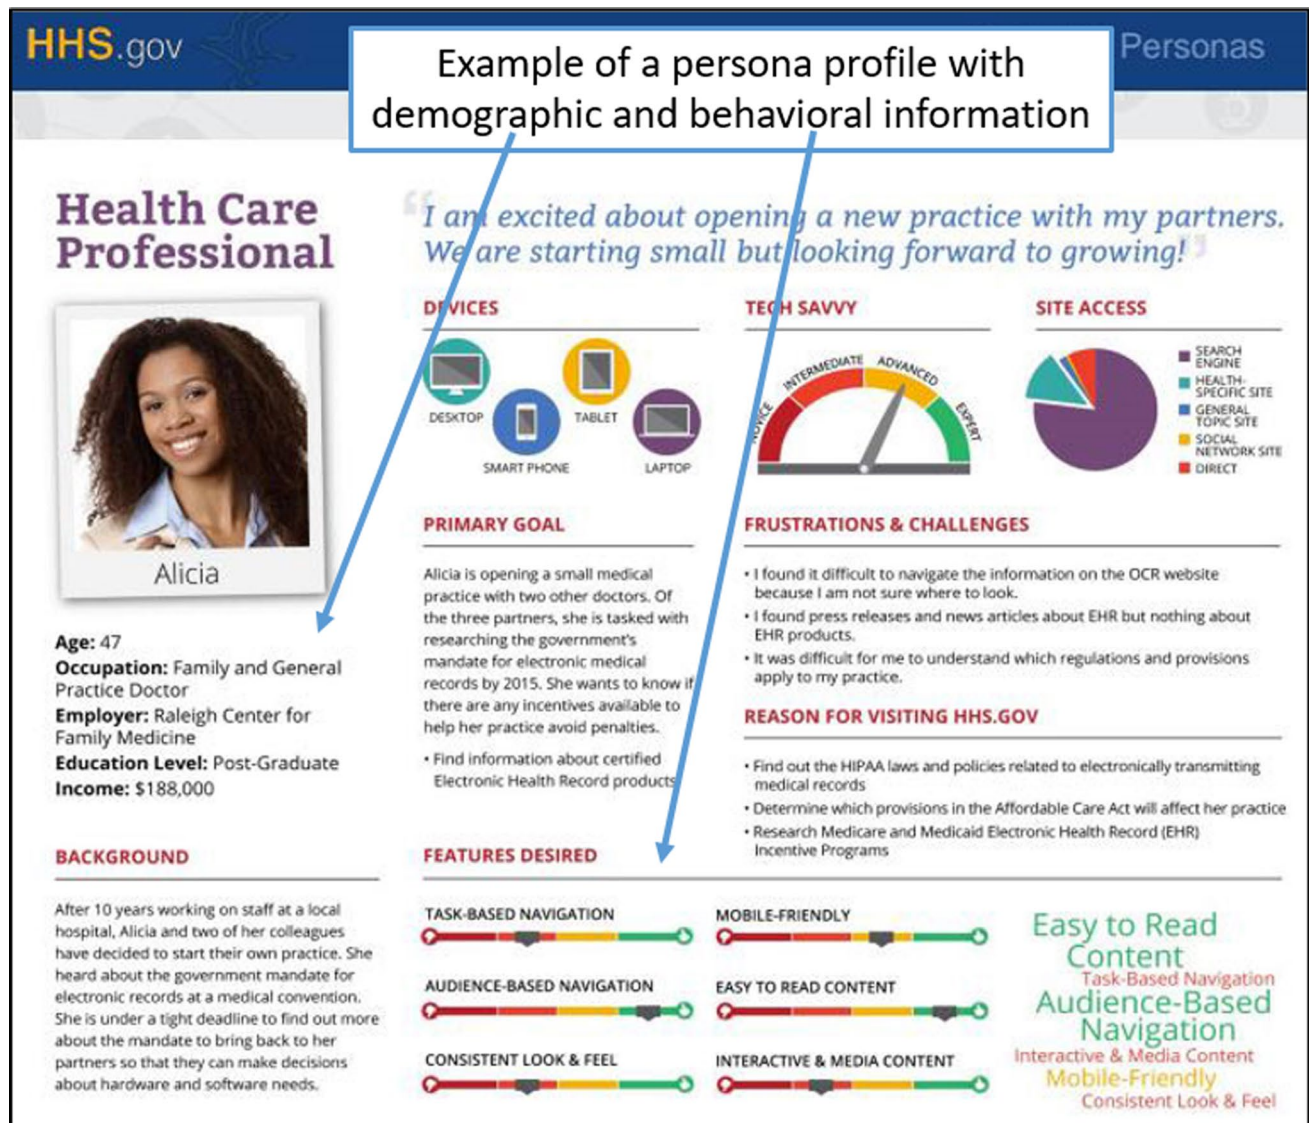 HHS.gov
Personas
Example of a persona profile with
demographic and behavioral information
Health Care
Professional
“I am excited about opening a new practice with my partners.
We are starting small but looking forward to growing!”
Alicia
Age: 47
Occupation: Family and General
Practice Doctor
Employer: Raleigh Center for
Family Medicine
Education Level: Post-Graduate
Income: $188,000
BACKGROUND
After 10 years working on staff at a local
hospital, Alicia and two of her colleagues
have decided to start their own practice. She
heard about the government mandate for
electronic records at a medical convention.
She is under a tight deadline to find out more
about the mandate to bring back to her
partners so that they can make decisions
about hardware and software needs.
DEVICES
DESKTOP
SMART PHONE
TABLET
LAPTOP
TECH SAVVY
NOVICE
INTERMEDIATE
ADVANCED
EXPERT
SITE ACCESS
SEARCH
ENGINE
HEALTH-
SPECIFIC SITE
GENERAL
TOPIC SITE
SOCIAL
NETWORK SITE
DIRECT
PRIMARY GOAL
Alicia is opening a small medical
practice with two other doctors. Of
the three partners, she is tasked with
researching the government's
mandate for electronic medical
records by 2015. She wants to know if
there are any incentives available to
help her practice avoid penalties.
• Find information about certified
Electronic Health Record products
FRUSTRATIONS & CHALLENGES
• I found it difficult to navigate the information on the OCR website
because I am not sure where to look.
• I found press releases and news articles about EHR but nothing about
EHR products.
• It was difficult for me to understand which regulations and provisions
apply to my practice.
REASON FOR VISITING HHS.GOV
• Find out the HIPAA laws and policies related to electronically transmitting
medical records
• Determine which provisions in the Affordable Care Act will affect her practice
• Research Medicare and Medicaid Electronic Health Record (EHR)
Incentive Programs
FEATURES DESIRED
TASK-BASED NAVIGATION
AUDIENCE-BASED NAVIGATION
CONSISTENT LOOK & FEEL
MOBILE-FRIENDLY
EASY TO READ CONTENT
INTERACTIVE & MEDIA CONTENT
Easy to Read
Content
Task-Based Navigation
Audience-Based
Navigation
Interactive & Media Content
Mobile-Friendly
Consistent Look & Feel